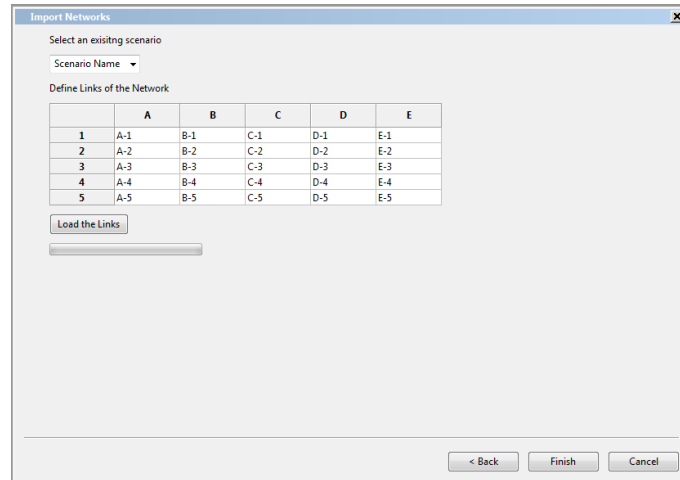 Import Networks X
Select an exisitng scenario
Scenario Name
Define Links of the Network
A B C D E
1 A-1 B-1 C-1 D-1 E-1
2 A-2 B-2 C-2 D-2 E-2
3 A-3 B-3 C-3 D-3 E-3
4 A-4 B-4 C-4 D-4 E-4
5 A-5 B-5 C-5 D-5 E-5
Load the Links
< Back Finish Cancel